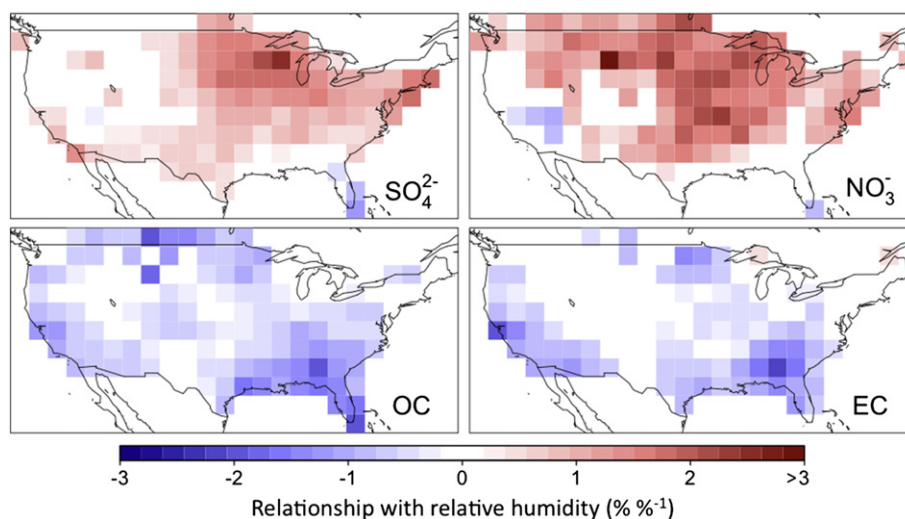 SO₄²⁻
NO₃⁻
OC
EC
-3 -2 -1 0 1 2 >3
Relationship with relative humidity (% %⁻¹)